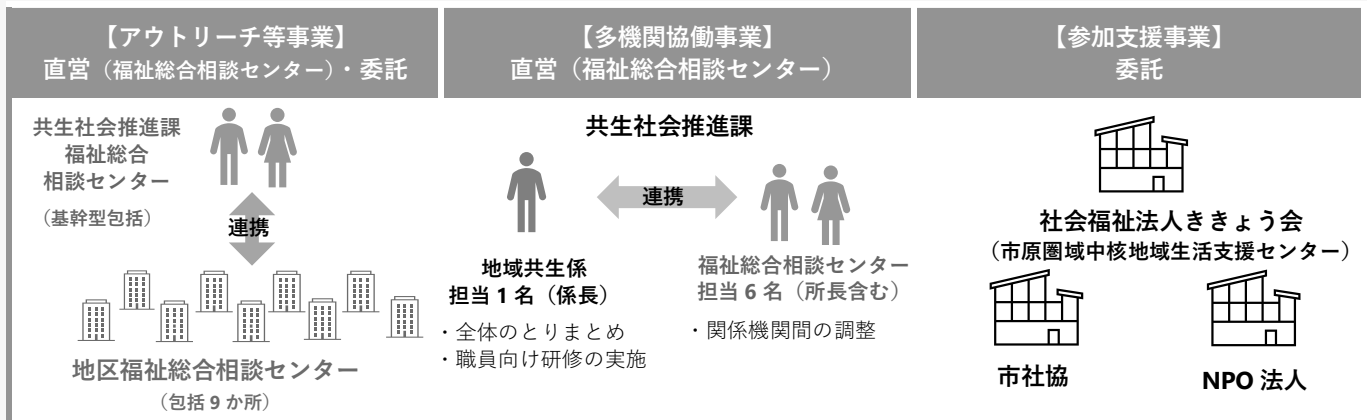 【アウトリーチ等事業】
直営（福祉総合相談センター）・委託
共生社会推進課
福祉総合
相談センター
（基幹型包括）
連携
地区福祉総合相談センター
（包括 9 か所）
【多機関協働事業】
直営（福祉総合相談センター）
共生社会推進課
連携
地域共生係
担当 1 名（係長）
・全体のとりまとめ
・職員向け研修の実施
福祉総合相談センター
担当 6 名（所長含む）
・関係機関間の調整
【参加支援事業】
委託
社会福祉法人ききょう会
（市原圏域中核地域生活支援センター）
市社協
NPO 法人